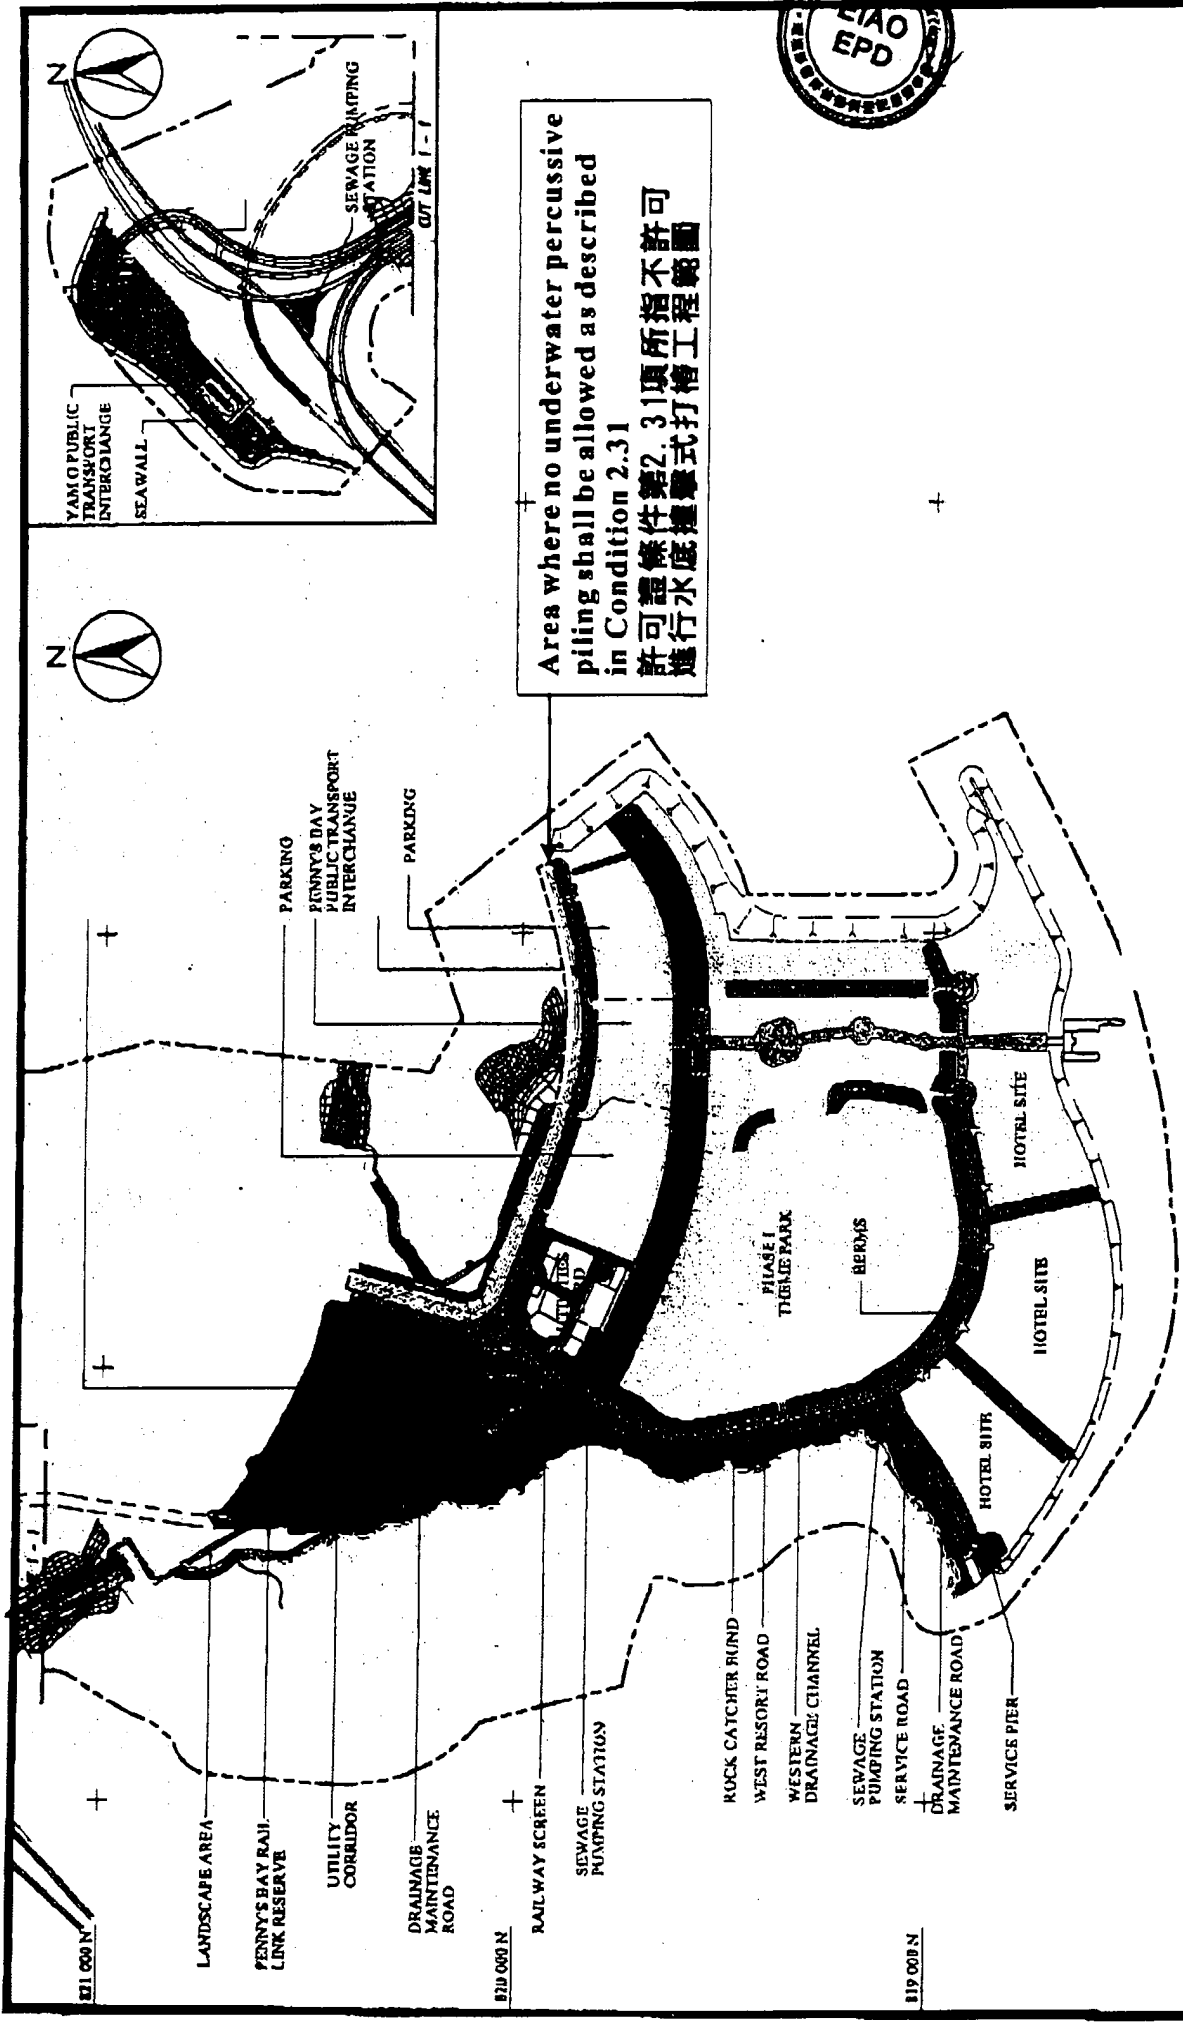 EIAO
EPD
N
YAM O PUBLIC
TRANSPORT
INTERCHANGE
SEAWALL
SEWAGE PUMPING
STATION
CUT LINE 1 - 1
N
Area where no underwater percussive
piling shall be allowed as described
in Condition 2.31
許可證條件第2.31項所指不許可
進行水底撞擊式打樁工程範圍
PARKING
PENNY'S BAY
PUBLIC TRANSPORT
INTERCHANGE
PARKING
PHASE I
THEME PARK
BERMS
HOTEL SITE
HOTEL SITE
HOTEL SITE
LANDSCAPE AREA
PENNY'S BAY RAIL
LINK RESERVE
UTILITY
CORRIDOR
DRAINAGE
MAINTENANCE
ROAD
RAILWAY SCREEN
SEWAGE
PUMPING STATION
ROCK CATCHER BUND
WEST RESORT ROAD
WESTERN
DRAINAGE CHANNEL
SEWAGE
PUMPING STATION
SERVICE ROAD
DRAINAGE
MAINTENANCE ROAD
SERVICE PIER
821 000 N
820 000 N
819 000 N